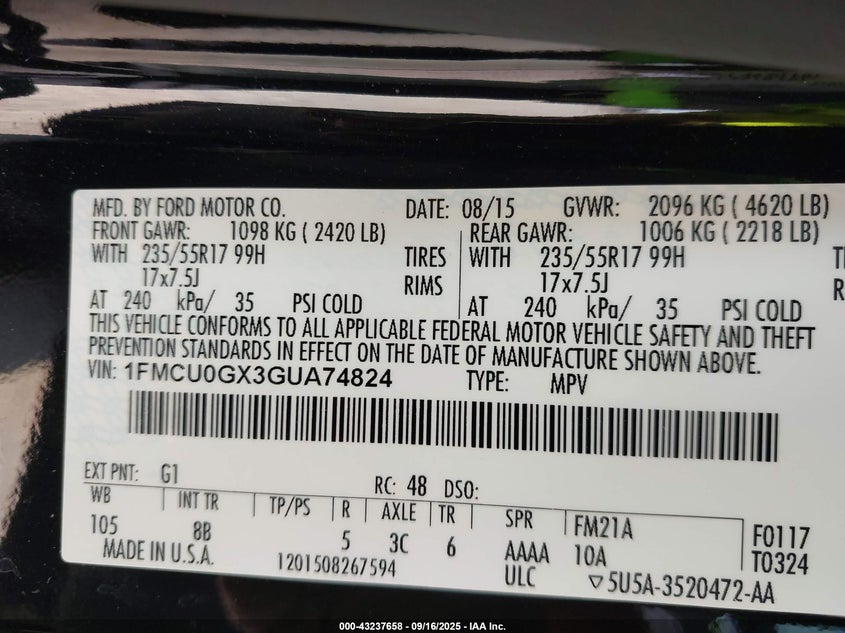 MFD. BY FORD MOTOR CO. DATE: 08/15 GVWR: 2096 KG ( 4620 LB)
FRONT GAWR: 1098 KG ( 2420 LB) REAR GAWR: 1006 KG ( 2218 LB)
WITH 235/55R17 99H TIRES WITH 235/55R17 99H
17x7.5J RIMS 17x7.5J
AT 240 kPa/ 35 PSI COLD AT 240 kPa/ 35 PSI COLD
THIS VEHICLE CONFORMS TO ALL APPLICABLE FEDERAL MOTOR VEHICLE SAFETY AND THEFT
PREVENTION STANDARDS IN EFFECT ON THE DATE OF MANUFACTURE SHOWN ABOVE.
VIN: 1FMCU0GX3GUA74824 TYPE: MPV
EXT PNT: G1 RC: 48 DSO:
WB INT TR TP/PS R AXLE TR SPR FM21A F0117
105 8B 5 3C 6 AAAA 10A T0324
MADE IN U.S.A. 1201508267594 ULC ▽5U5A-3520472-AA
000-43237658 - 09/16/2025 - IAA Inc.